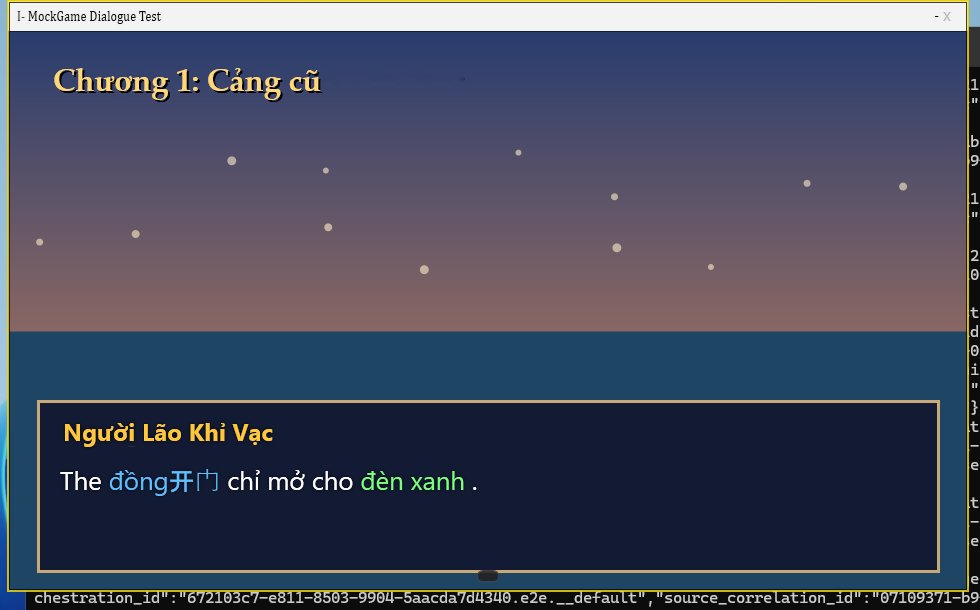 I- MockGame Dialogue Test
- X
Chương 1: Cảng cũ
Người Lão Khỉ Vạc
The đồng开门 chỉ mở cho đèn xanh .
chestration_id":"672103c7-e811-8503-9904-5aacda7d4340.e2e.__default","source_correlation_id":"07109371-b9